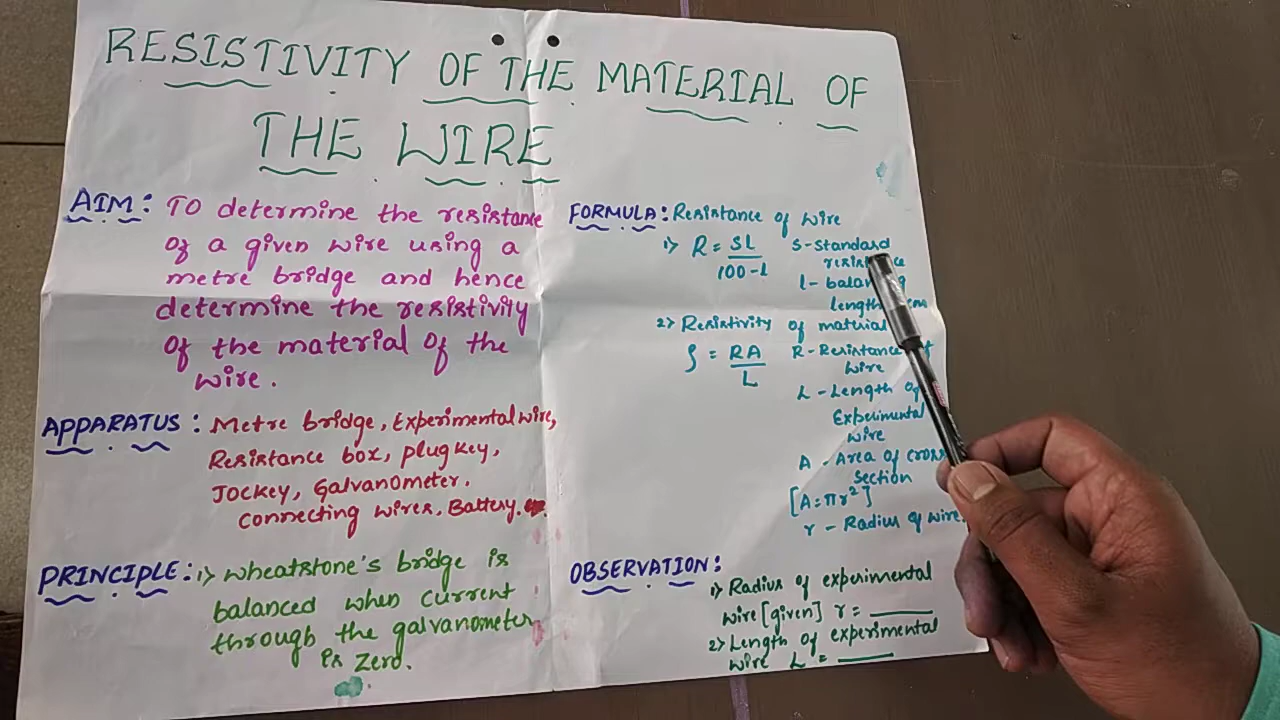 RESISTIVITY OF THE MATERIAL OF
THE WIRE
AIM: TO determine the resistance
of a given wire using a
metre bridge and hence
determine the resistivity
of the material of the
wire.
APPARATUS: Metre bridge, Experimental wire,
Resistance box, plug key,
Jockey, Galvanometer.
connecting wires, Battery.
PRINCIPLE: 1) Wheatstone's bridge is
balanced when current
through the galvanometer
is zero.
FORMULA: Resistance of wire
1) R = Sl / 100-l
S-Standard
l-
length
2) Resistivity of material
ρ = RA / L
R-Resistance
wire
L-Length of
Experimental
wire
A-Area of cross
section
[A=πr²]
r-Radius of wire.
OBSERVATION:
1) Radius of experimental
wire [given] r = ____
2) Length of experimental
wire L = ____